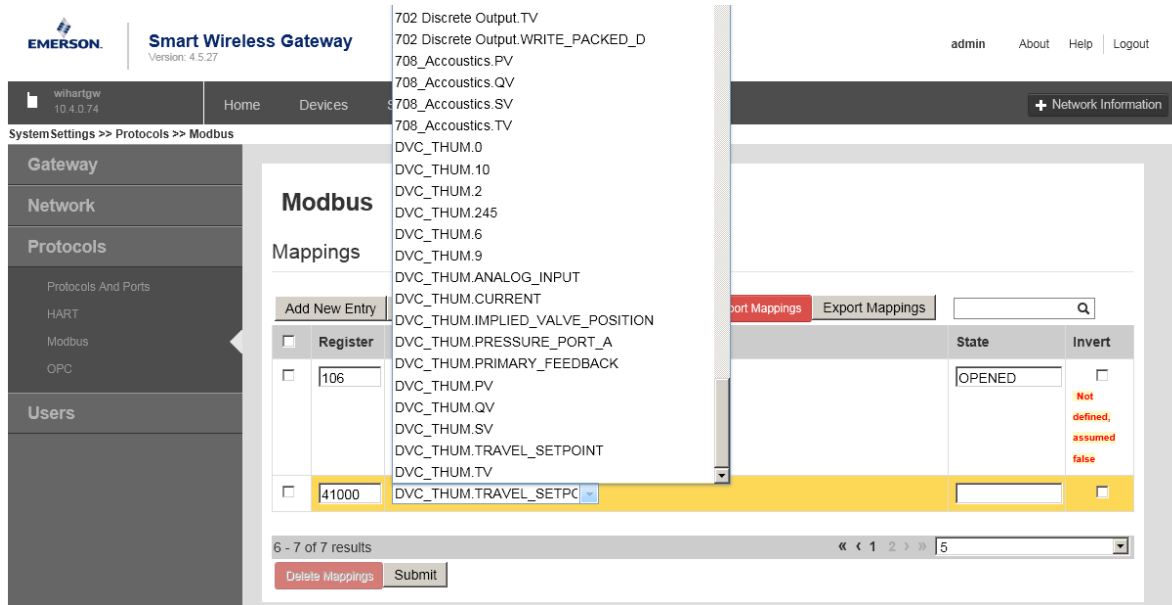 EMERSON.
Smart Wireless Gateway
Version: 4.5.27
admin About Help Logout
wihartgw
10.4.0.74
Home Devices S
Network Information
SystemSettings >> Protocols >> Modbus
Gateway
Network
Protocols
Protocols And Ports
HART
Modbus
OPC
Users
Modbus
Mappings
702 Discrete Output.TV
702 Discrete Output.WRITE_PACKED_D
708_Accoustics.PV
708_Accoustics.QV
708_Accoustics.SV
708_Accoustics.TV
DVC_THUM.0
DVC_THUM.10
DVC_THUM.2
DVC_THUM.245
DVC_THUM.6
DVC_THUM.9
DVC_THUM.ANALOG_INPUT
DVC_THUM.CURRENT
DVC_THUM.IMPLIED_VALVE_POSITION
DVC_THUM.PRESSURE_PORT_A
DVC_THUM.PRIMARY_FEEDBACK
DVC_THUM.PV
DVC_THUM.QV
DVC_THUM.SV
DVC_THUM.TRAVEL_SETPOINT
DVC_THUM.TV
Add New Entry port Mappings Export Mappings
Register State Invert
106 OPENED
Not
defined,
assumed
false
41000 DVC_THUM.TRAVEL_SETPO
6 - 7 of 7 results « ‹ 1 2 › » 5
Delete Mappings Submit